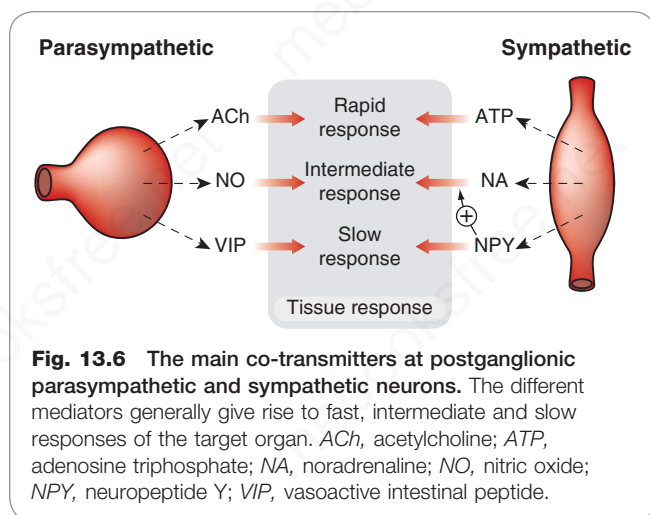 Parasympathetic
Sympathetic
ACh
Rapid
response
ATP
NO
Intermediate
response
NA
+
VIP
Slow
response
NPY
Tissue response
Fig. 13.6 The main co-transmitters at postganglionic
parasympathetic and sympathetic neurons. The different
mediators generally give rise to fast, intermediate and slow
responses of the target organ. ACh, acetylcholine; ATP,
adenosine triphosphate; NA, noradrenaline; NO, nitric oxide;
NPY, neuropeptide Y; VIP, vasoactive intestinal peptide.